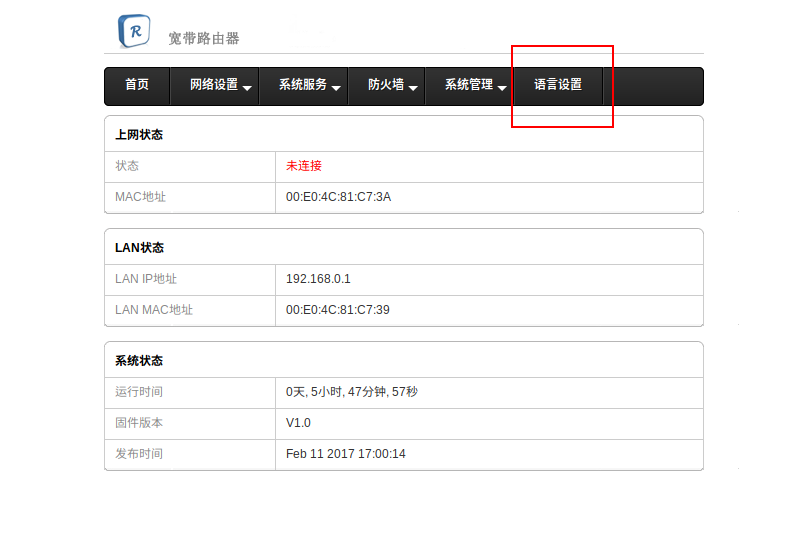 R 宽带路由器
首页 网络设置 系统服务 防火墙 系统管理 语言设置
上网状态
状态 未连接
MAC地址 00:E0:4C:81:C7:3A
LAN状态
LAN IP地址 192.168.0.1
LAN MAC地址 00:E0:4C:81:C7:39
系统状态
运行时间 0天, 5小时, 47分钟, 57秒
固件版本 V1.0
发布时间 Feb 11 2017 17:00:14